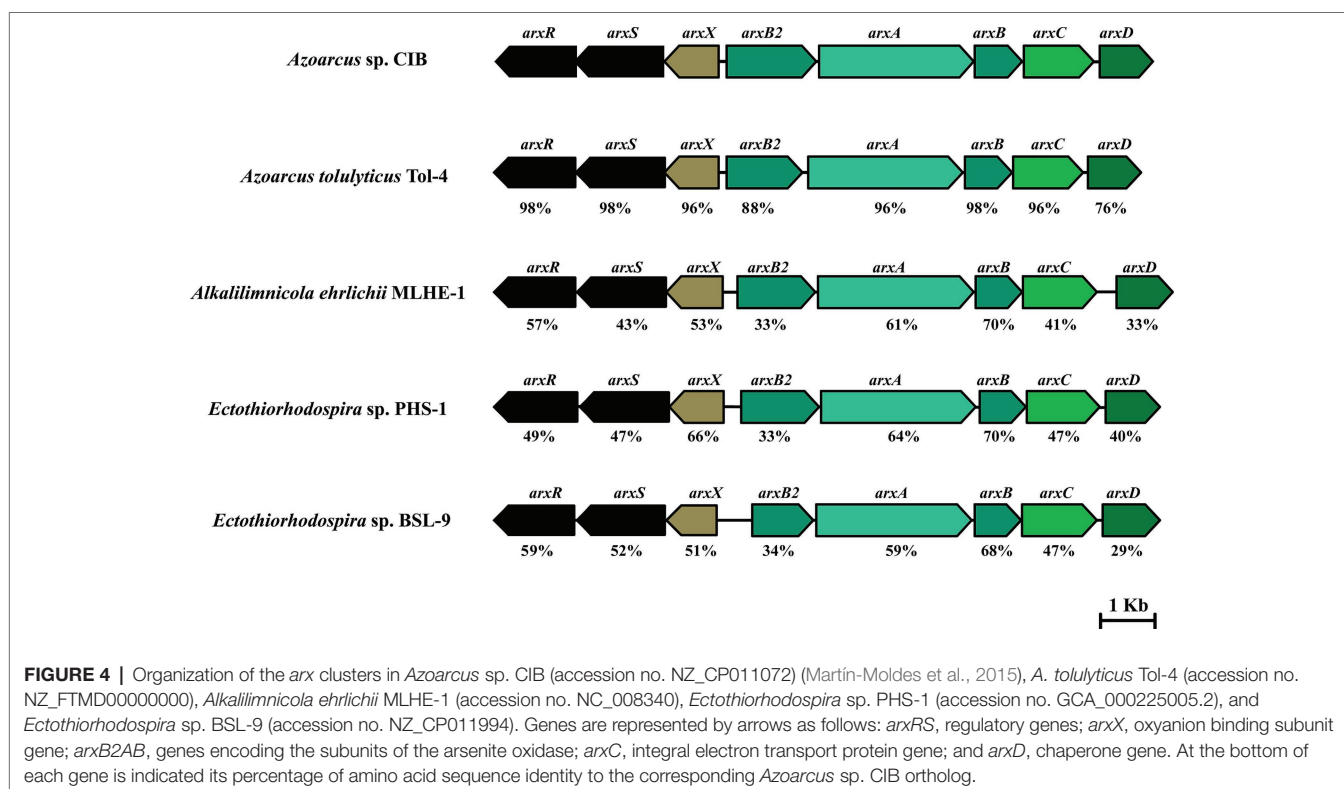 arxR arxS arxX arxB2 arxA arxB arxC arxD
Azoarcus sp. CIB
arxR arxS arxX arxB2 arxA arxB arxC arxD
Azoarcus tolulyticus Tol-4
98% 98% 96% 88% 96% 98% 96% 76%
arxR arxS arxX arxB2 arxA arxB arxC arxD
Alkalilimnicola ehrlichii MLHE-1
57% 43% 53% 33% 61% 70% 41% 33%
arxR arxS arxX arxB2 arxA arxB arxC arxD
Ectothiorhodospira sp. PHS-1
49% 47% 66% 33% 64% 70% 47% 40%
arxR arxS arxX arxB2 arxA arxB arxC arxD
Ectothiorhodospira sp. BSL-9
59% 52% 51% 34% 59% 68% 47% 29%
1 Kb
FIGURE 4 | Organization of the arx clusters in Azoarcus sp. CIB (accession no. NZ_CP011072) (Martín-Moldes et al., 2015), A. tolulyticus Tol-4 (accession no.
NZ_FTMD00000000), Alkalilimnicola ehrlichii MLHE-1 (accession no. NC_008340), Ectothiorhodospira sp. PHS-1 (accession no. GCA_000225005.2), and
Ectothiorhodospira sp. BSL-9 (accession no. NZ_CP011994). Genes are represented by arrows as follows: arxRS, regulatory genes; arxX, oxyanion binding subunit
gene; arxB2AB, genes encoding the subunits of the arsenite oxidase; arxC, integral electron transport protein gene; and arxD, chaperone gene. At the bottom of
each gene is indicated its percentage of amino acid sequence identity to the corresponding Azoarcus sp. CIB ortholog.